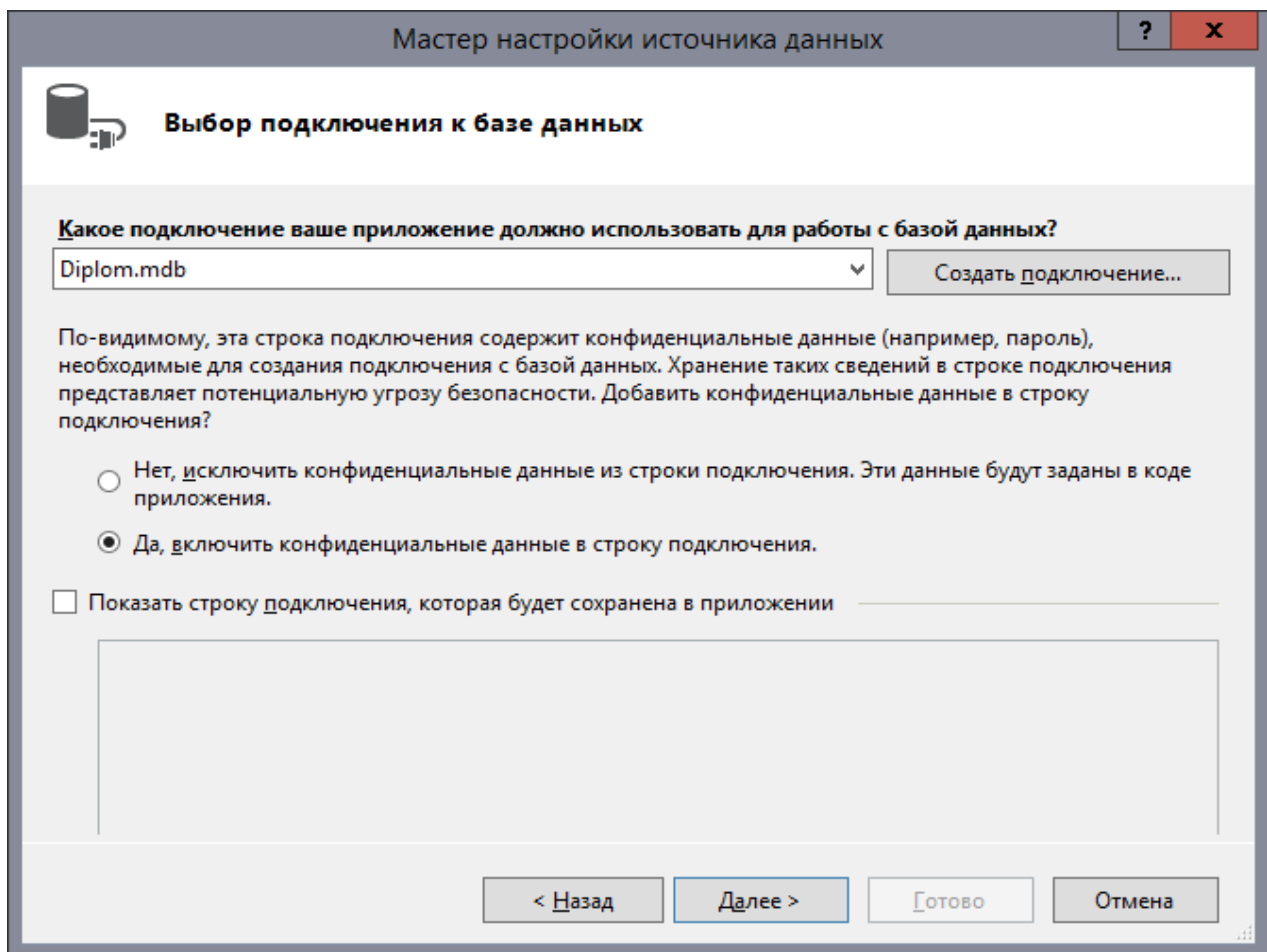 Мастер настройки источника данных
? x
Выбор подключения к базе данных
Какое подключение ваше приложение должно использовать для работы с базой данных?
Diplom.mdb
Создать подключение...
По-видимому, эта строка подключения содержит конфиденциальные данные (например, пароль),
необходимые для создания подключения с базой данных. Хранение таких сведений в строке подключения
представляет потенциальную угрозу безопасности. Добавить конфиденциальные данные в строку
подключения?
Нет, исключить конфиденциальные данные из строки подключения. Эти данные будут заданы в коде
приложения.
Да, включить конфиденциальные данные в строку подключения.
Показать строку подключения, которая будет сохранена в приложении
< Назад
Далее >
Готово
Отмена